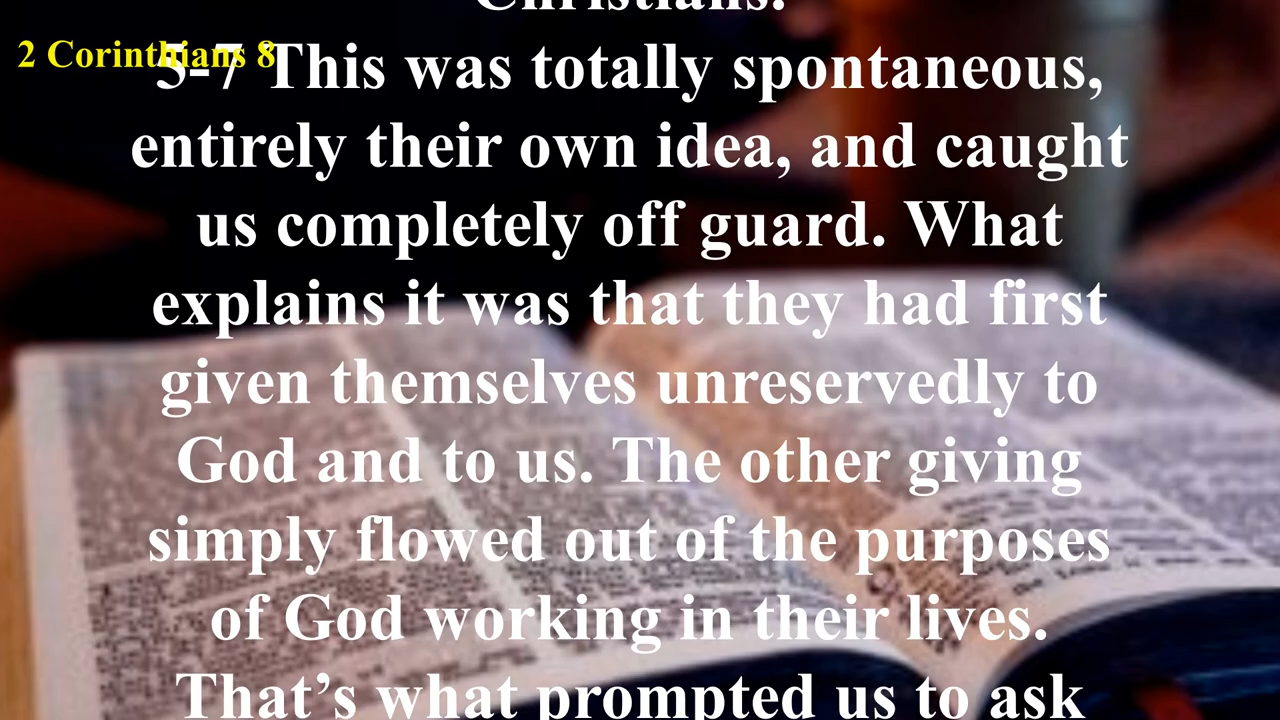 Christians.
2 Corinthians 8
5-7 This was totally spontaneous,
entirely their own idea, and caught
us completely off guard. What
explains it was that they had first
given themselves unreservedly to
God and to us. The other giving
simply flowed out of the purposes
of God working in their lives.
That’s what prompted us to ask